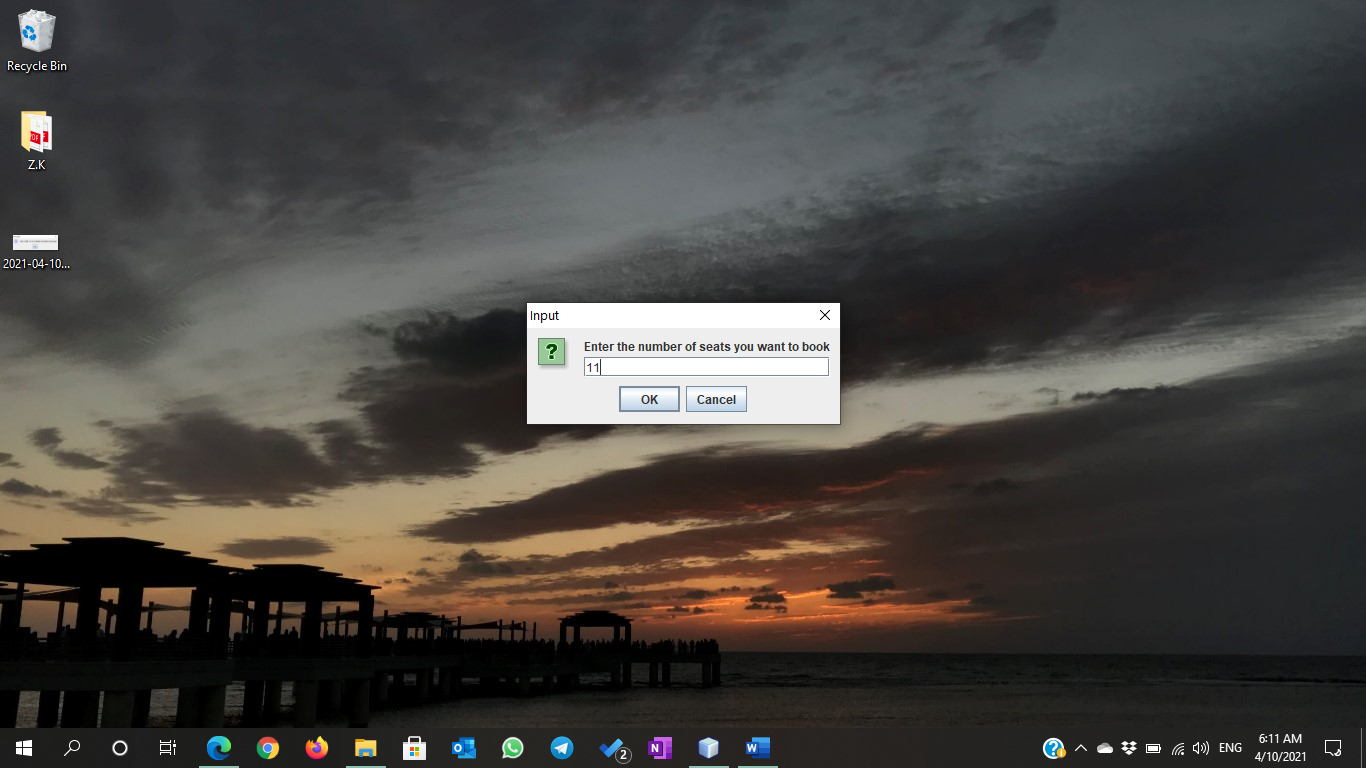 Recycle Bin
Z.K
2021-04-10...
Input
?
Enter the number of seats you want to book
11
OK
Cancel
2
ENG
6:11 AM
4/10/2021